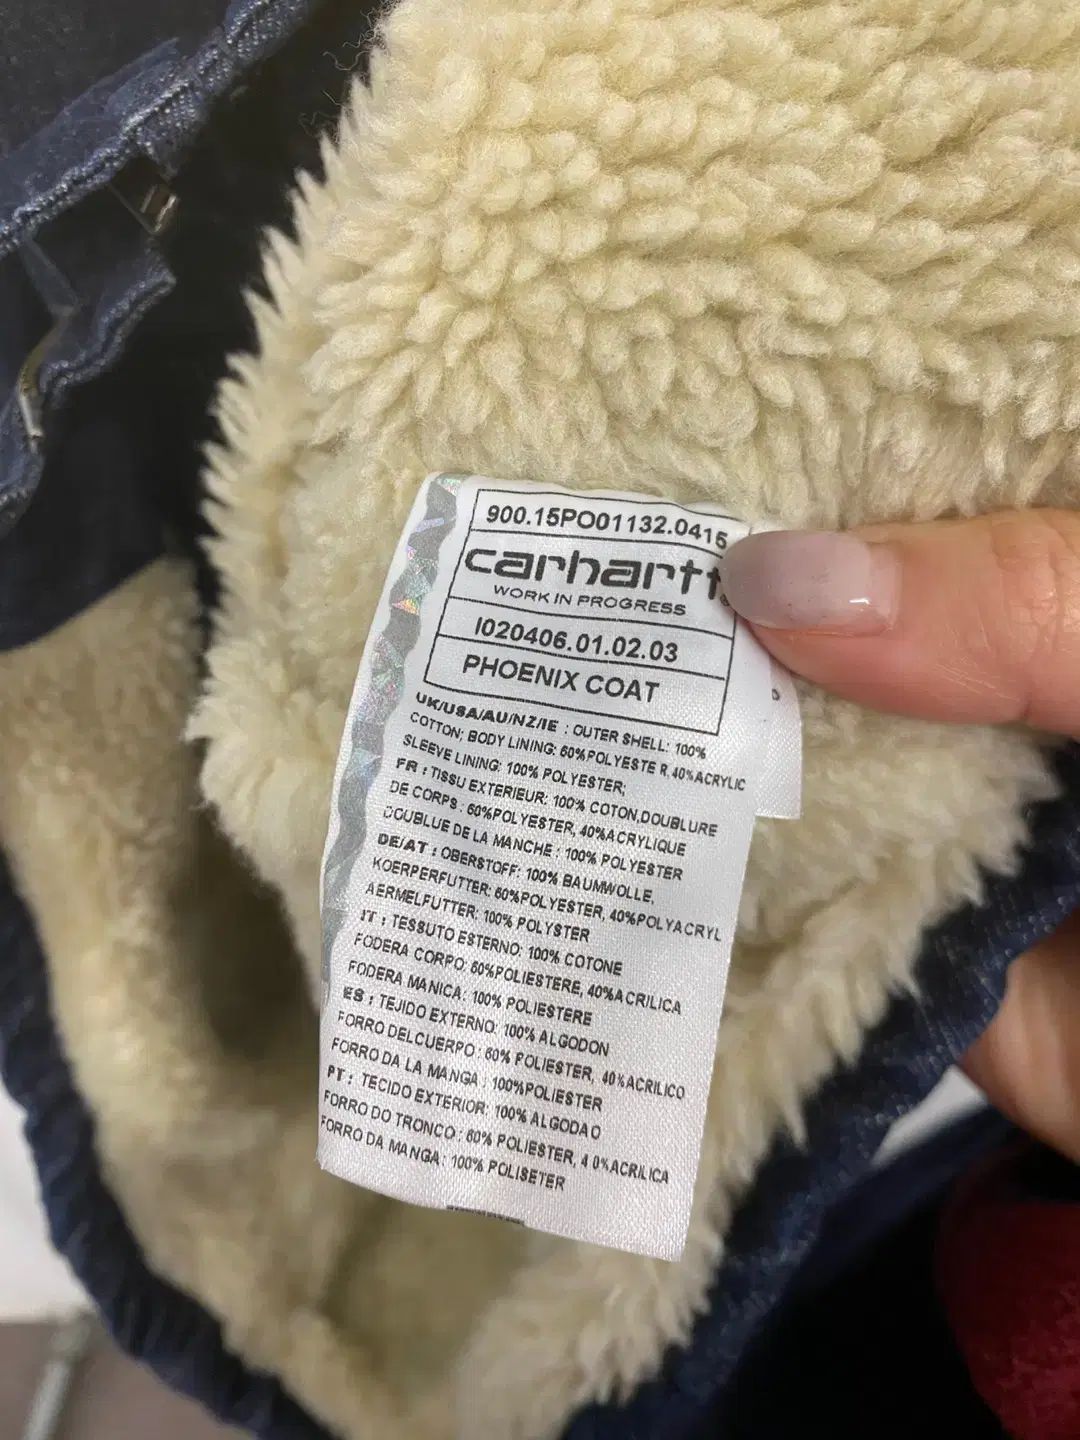 900.15PO01132.0415
carhartt
WORK IN PROGRESS
I020406.01.02.03
PHOENIX COAT
UK/USA/AU/NZ/IE : OUTER SHELL: 100%
COTTON; BODY LINING: 60%POLYESTE R,40%ACRYLIC
SLEEVE LINING: 100% POLYESTER;
FR : TISSU EXTERIEUR: 100% COTON,DOUBLURE
DE CORPS : 60%POLYESTER, 40%ACRYLIQUE
DOUBLUE DE LA MANCHE : 100% POLYESTER
DE/AT : OBERSTOFF: 100% BAUMWOLLE,
KOERPERFUTTER: 60%POLYESTER, 40%POLYACRYL
AERMELFUTTER: 100% POLYSTER
IT : TESSUTO ESTERNO: 100% COTONE
FODERA CORPO: 60%POLIESTERE, 40%ACRILICA
FODERA MANICA: 100% POLIESTERE
ES : TEJIDO EXTERNO: 100% ALGODON
FORRO DELCUERPO : 60% POLIESTER, 40%ACRILICO
FORRO DA LA MANGA : 100%POLIESTER
PT : TECIDO EXTERIOR: 100% ALGODAO
FORRO DO TRONCO : 60% POLIESTER, 4 0%ACRILICA
FORRO DA MANGA : 100% POLISETER